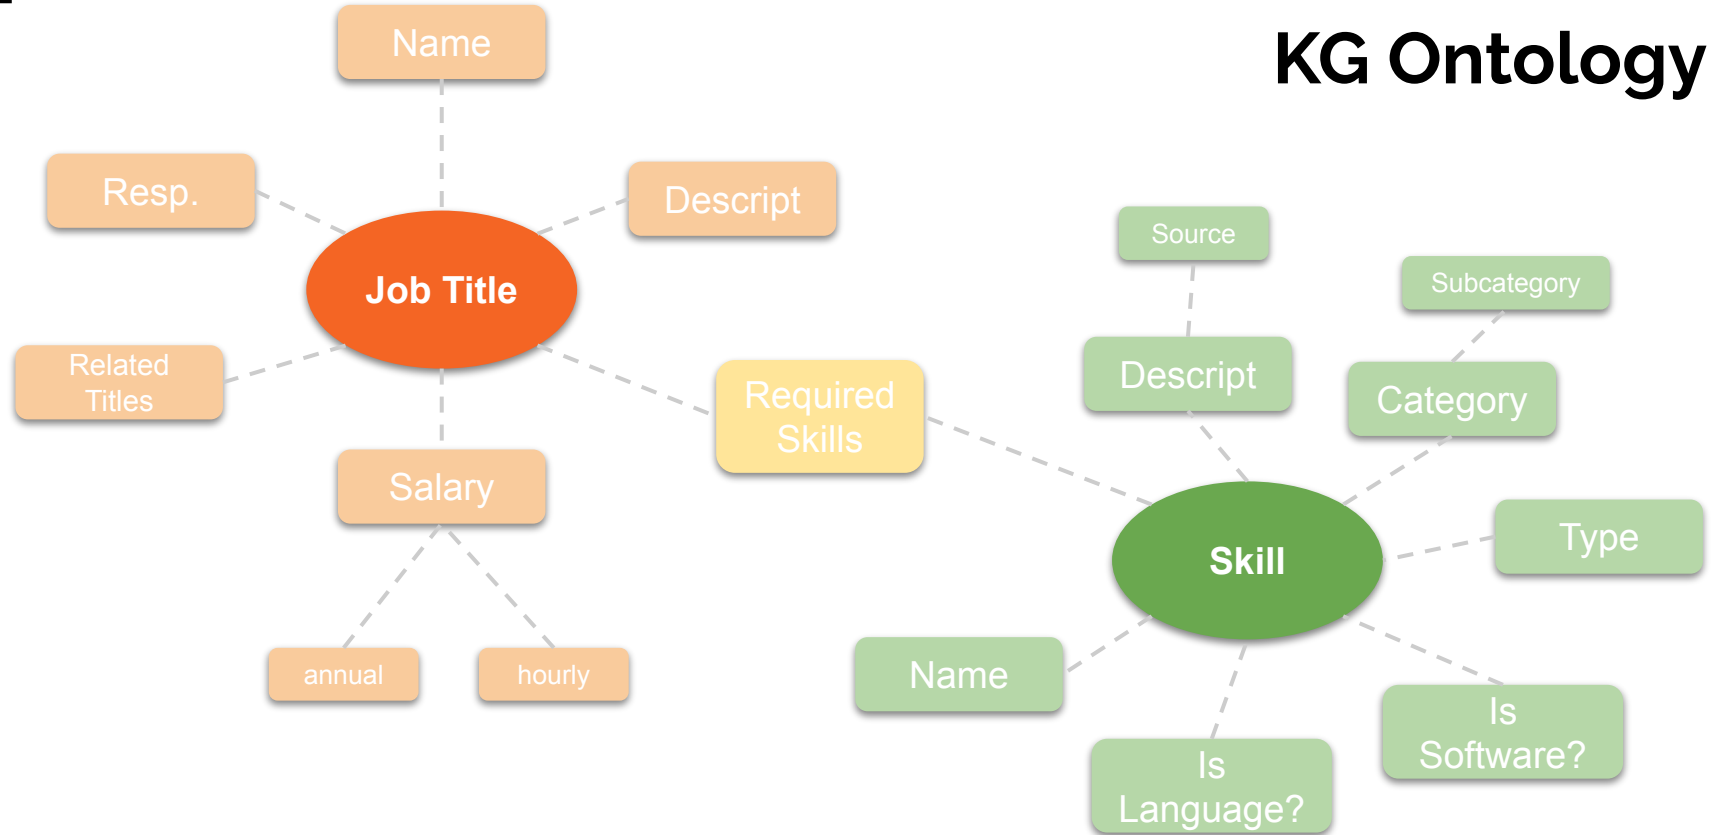 KG Ontology
Name
Resp.
Descript
Job Title
Related
Titles
Salary
annual
hourly
Required
Skills
Source
Subcategory
Descript
Category
Type
Skill
Name
Is
Software?
Is
Language?